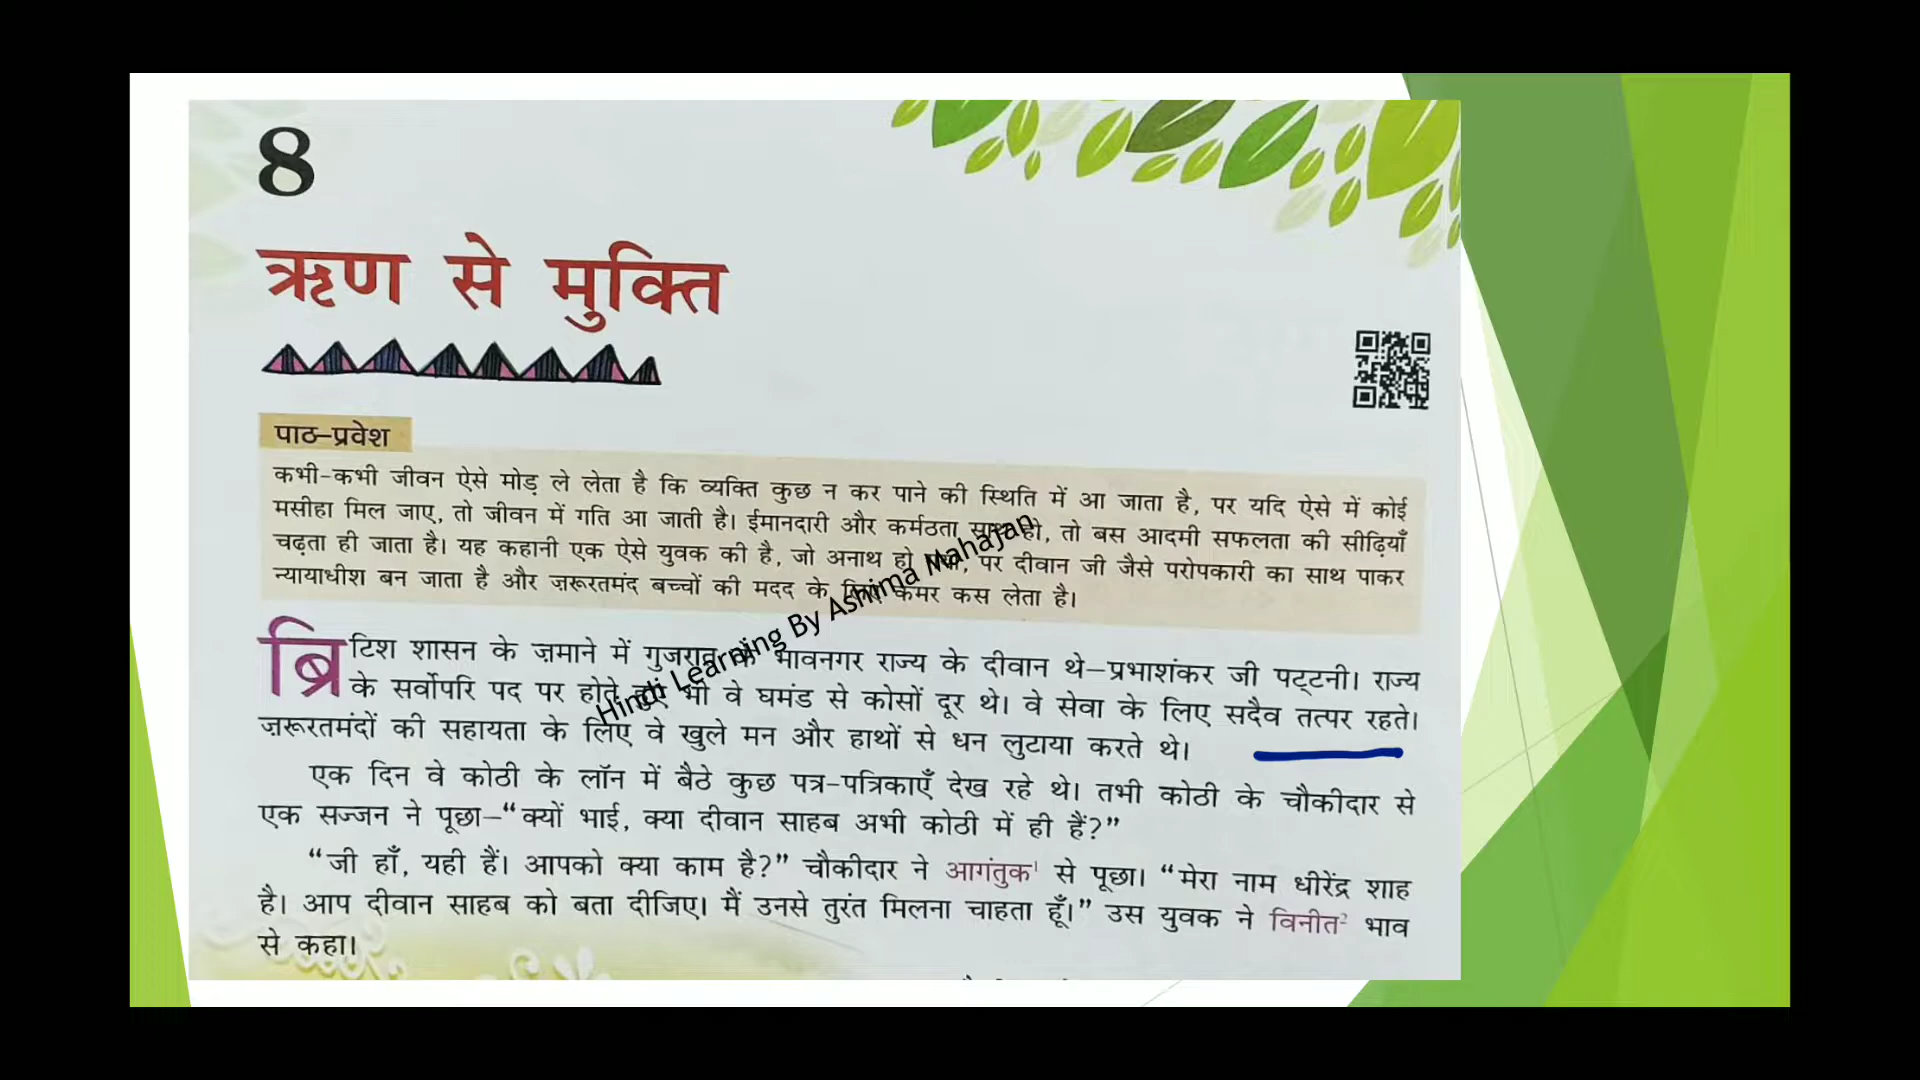 8
ऋण से मुक्ति
पाठ–प्रवेश
कभी-कभी जीवन ऐसे मोड़ ले लेता है कि व्यक्ति कुछ न कर पाने की स्थिति में आ जाता है, पर यदि ऐसे में कोई
मसीहा मिल जाए, तो जीवन में गति आ जाती है। ईमानदारी और कर्मठता साथ हो, तो बस आदमी सफलता की सीढ़ियाँ
चढ़ता ही जाता है। यह कहानी एक ऐसे युवक की है, जो अनाथ हो पर दीवान जी जैसे परोपकारी का साथ पाकर
न्यायाधीश बन जाता है और ज़रूरतमंद बच्चों की मदद के लिए कमर कस लेता है।
ब्रिटिश शासन के ज़माने में गुजरात के भावनगर राज्य के दीवान थे–प्रभाशंकर जी पट्टनी। राज्य
के सर्वोपरि पद पर होते हुए भी वे घमंड से कोसों दूर थे। वे सेवा के लिए सदैव तत्पर रहते।
ज़रूरतमंदों की सहायता के लिए वे खुले मन और हाथों से धन लुटाया करते थे।
एक दिन वे कोठी के लॉन में बैठे कुछ पत्र-पत्रिकाएँ देख रहे थे। तभी कोठी के चौकीदार से
एक सज्जन ने पूछा–“क्यों भाई, क्या दीवान साहब अभी कोठी में ही हैं?”
“जी हाँ, यही हैं। आपको क्या काम है?” चौकीदार ने आगंतुक¹ से पूछा। “मेरा नाम धीरेंद्र शाह
है। आप दीवान साहब को बता दीजिए। मैं उनसे तुरंत मिलना चाहता हूँ।” उस युवक ने विनीत² भाव
से कहा।
Hindi Learning By Ashima Mahajan